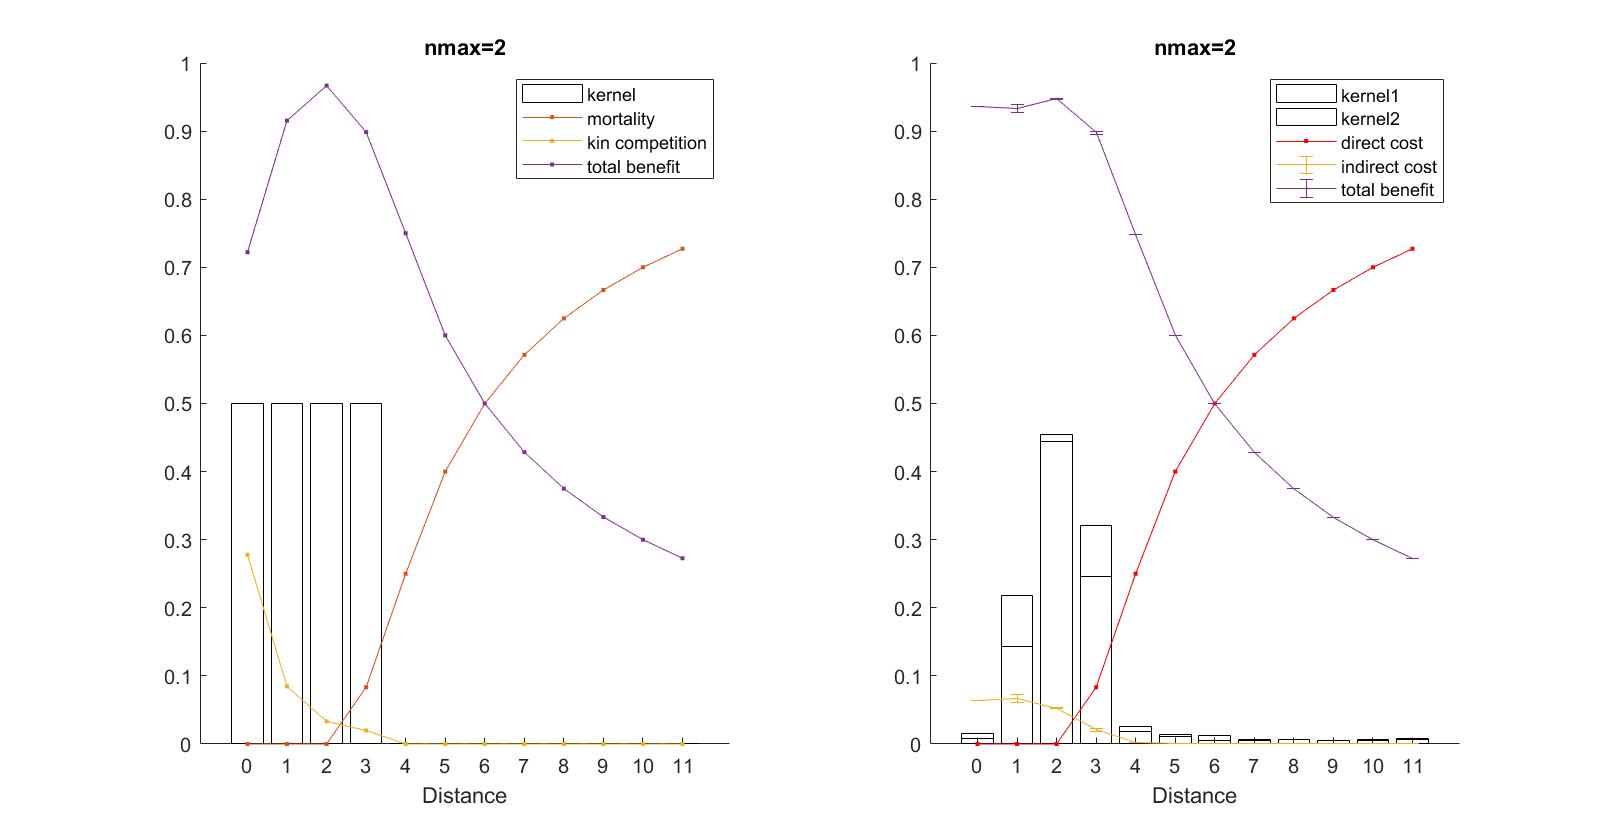 nmax=2
1
0.9
0.8
0.7
0.6
0.5
0.4
0.3
0.2
0.1
0
kernel
mortality
kin competition
total benefit
0 1 2 3 4 5 6 7 8 9 10 11
Distance
nmax=2
1
0.9
0.8
0.7
0.6
0.5
0.4
0.3
0.2
0.1
0
kernel1
kernel2
direct cost
indirect cost
total benefit
0 1 2 3 4 5 6 7 8 9 10 11
Distance